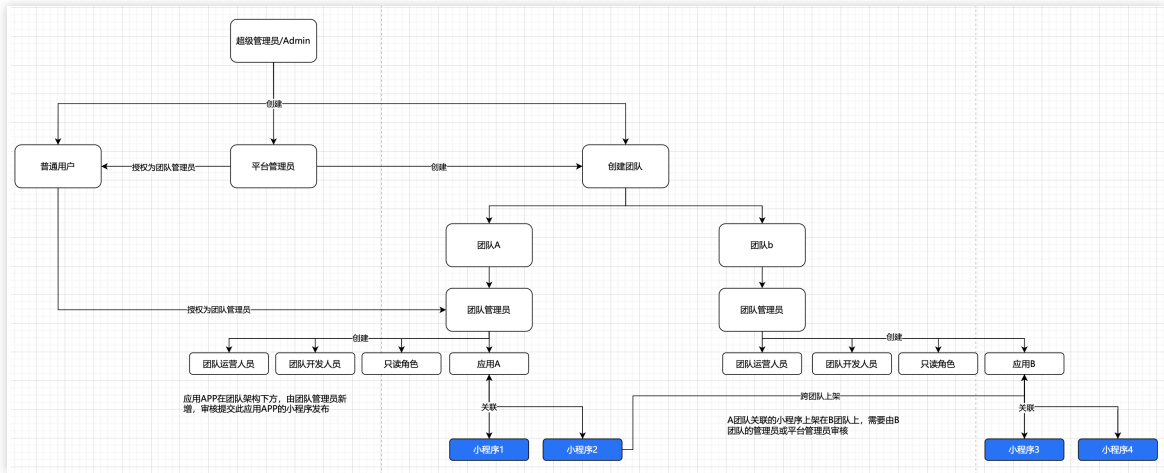 超级管理员/Admin
创建
普通用户
授权为团队管理员
平台管理员
创建
创建团队
团队A
团队b
授权为团队管理员
团队管理员
团队管理员
创建
创建
团队运营人员
团队开发人员
只读角色
应用A
团队运营人员
团队开发人员
只读角色
应用B
应用APP在团队架构下方，由团队管理员新
增，审核提交此应用APP的小程序发布
关联
跨团队上架
A团队关联的小程序上架在B团队上，需要由B
团队的管理员或平台管理员审核
关联
小程序1
小程序2
小程序3
小程序4